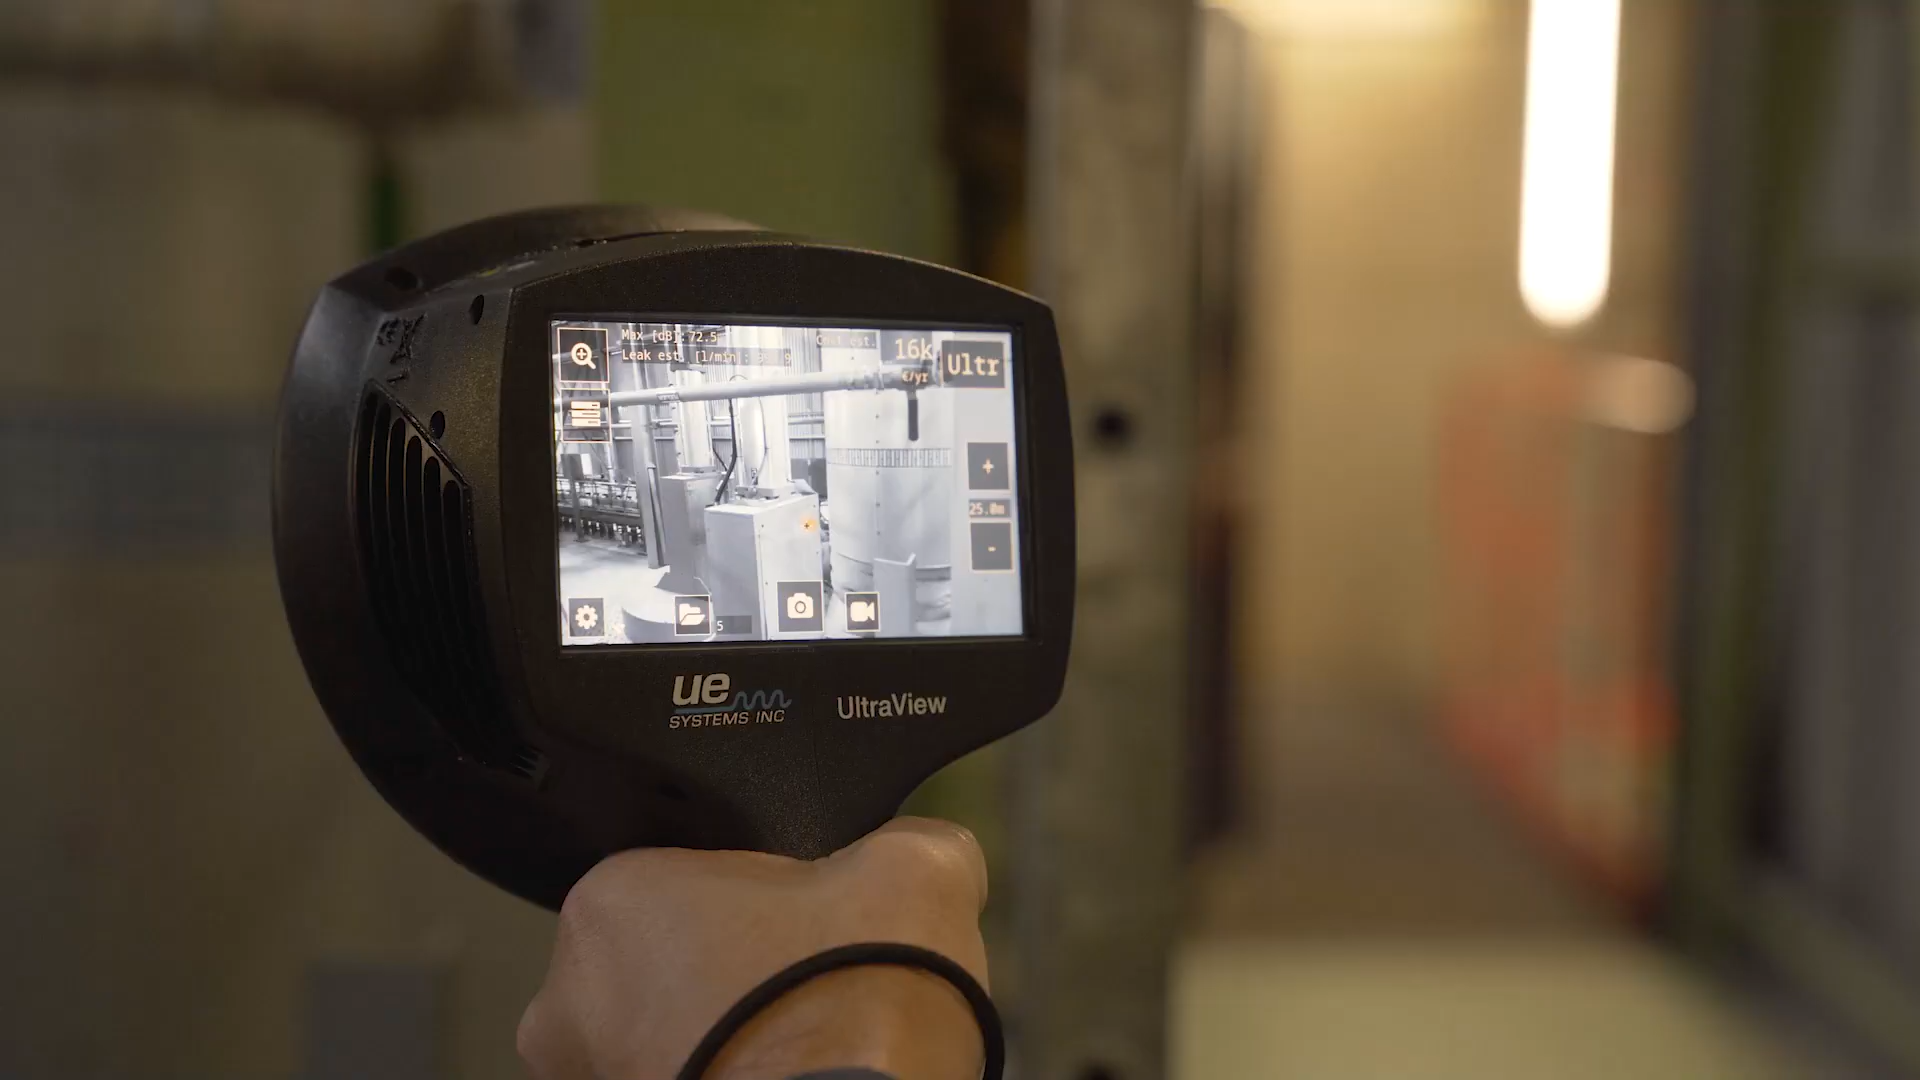 Max [dB]: 72.5
Leak est. [l/min]:
Cost est.
16k
€/yr
Ultr
+
25.0m
-
5
ue
SYSTEMS INC
UltraView